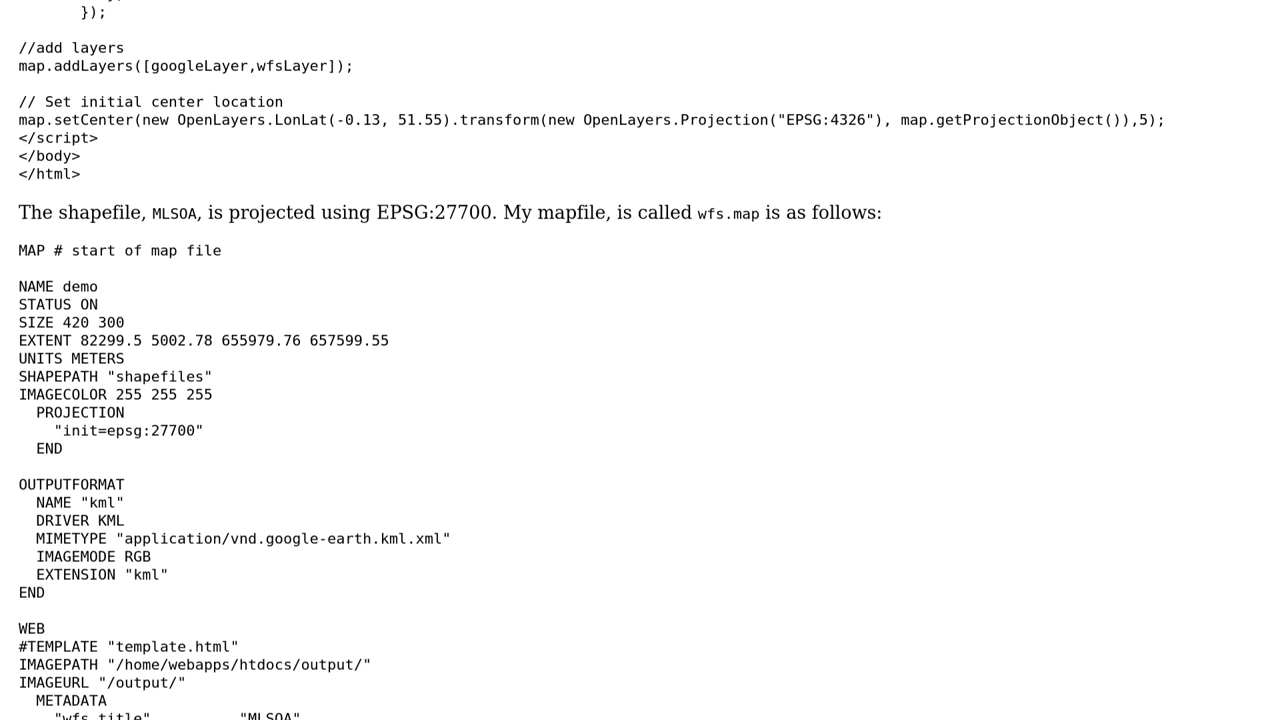 });
//add layers
map.addLayers([googleLayer,wfsLayer]);
// Set initial center location
map.setCenter(new OpenLayers.LonLat(-0.13, 51.55).transform(new OpenLayers.Projection("EPSG:4326"), map.getProjectionObject()),5);
</script>
</body>
</html>
The shapefile, MLSOA, is projected using EPSG:27700. My mapfile, is called wfs.map is as follows:
MAP # start of map file
NAME demo
STATUS ON
SIZE 420 300
EXTENT 82299.5 5002.78 655979.76 657599.55
UNITS METERS
SHAPEPATH "shapefiles"
IMAGECOLOR 255 255 255
PROJECTION
"init=epsg:27700"
END
OUTPUTFORMAT
NAME "kml"
DRIVER KML
MIMETYPE "application/vnd.google-earth.kml.xml"
IMAGEMODE RGB
EXTENSION "kml"
END
WEB
#TEMPLATE "template.html"
IMAGEPATH "/home/webapps/htdocs/output/"
IMAGEURL "/output/"
METADATA
"wfs_title" "MLSOA"